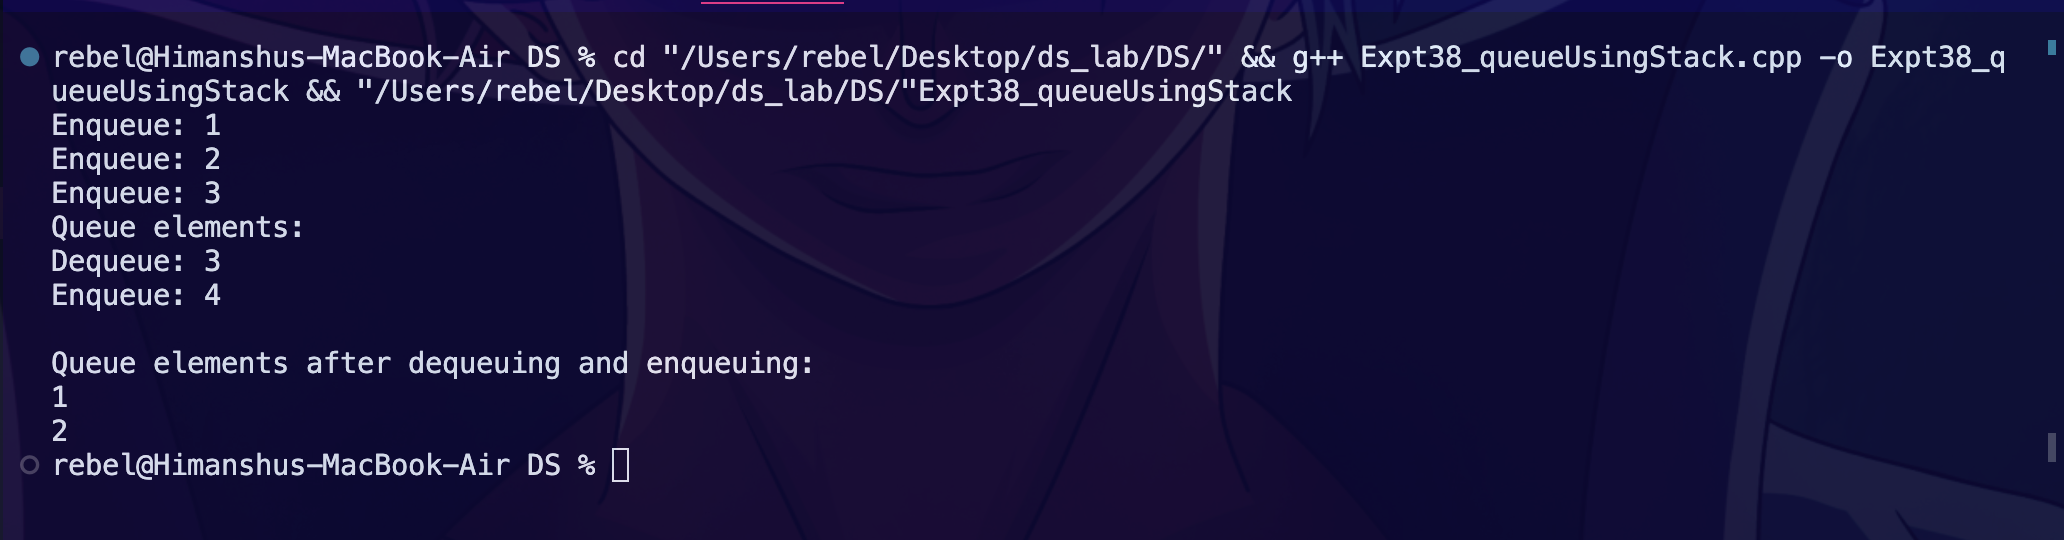 rebel@Himanshus-MacBook-Air DS % cd "/Users/rebel/Desktop/ds_lab/DS/" && g++ Expt38_queueUsingStack.cpp -o Expt38_q
ueueUsingStack && "/Users/rebel/Desktop/ds_lab/DS/"Expt38_queueUsingStack
Enqueue: 1
Enqueue: 2
Enqueue: 3
Queue elements:
Dequeue: 3
Enqueue: 4
Queue elements after dequeuing and enqueuing:
1
2
rebel@Himanshus-MacBook-Air DS %